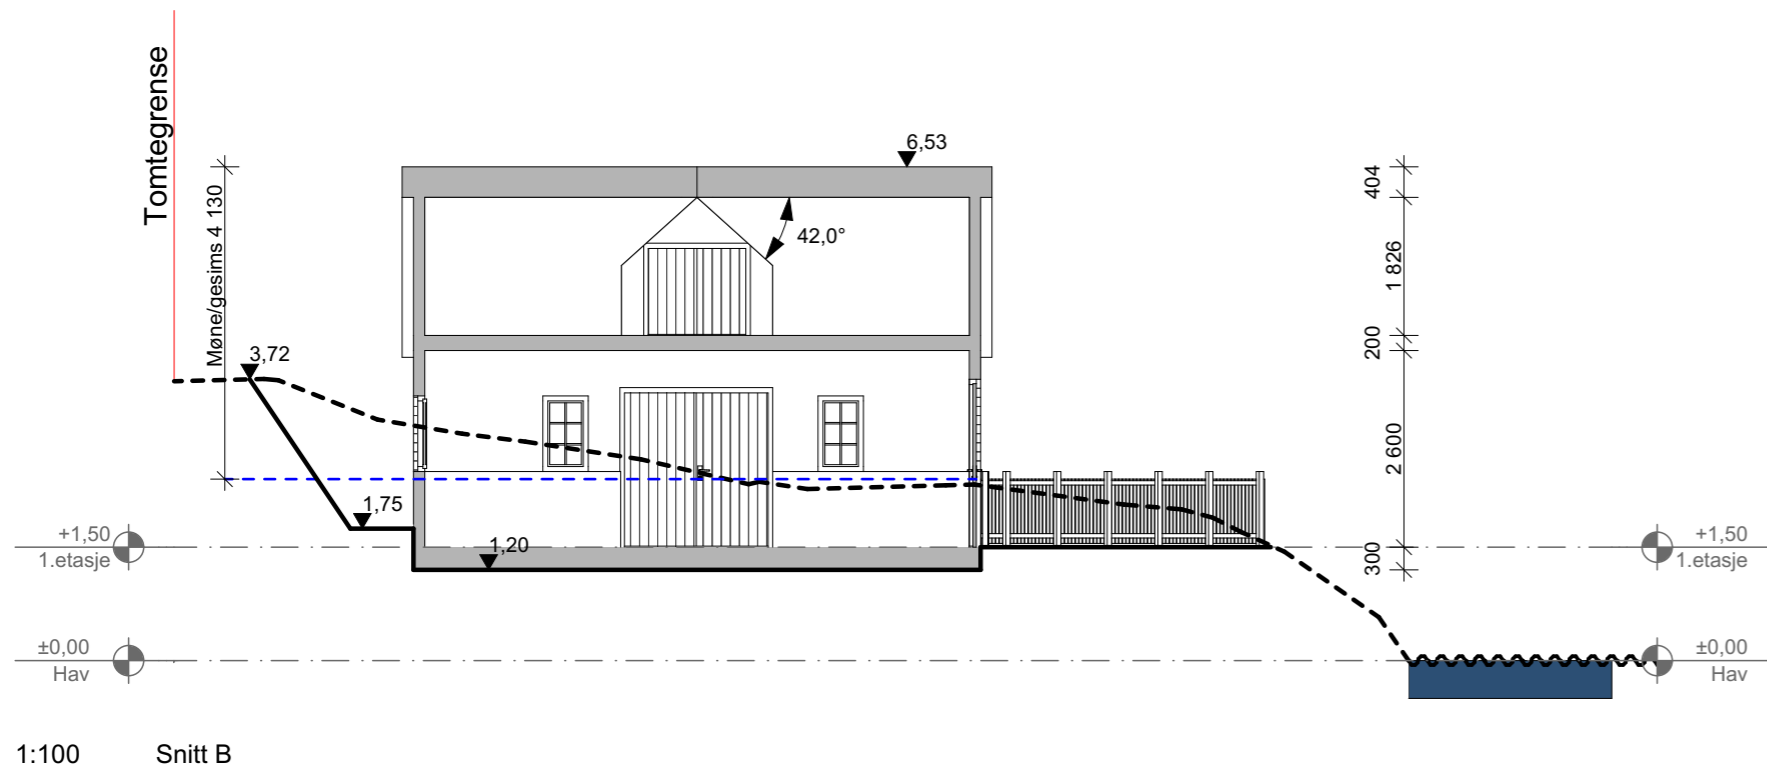 Tomtegrense
6,53
Møne/gesims 4 130
404
42,0°
1 826
200
3,72
2 600
1,75
+1,50
1.etasje
1,20
300
+1,50
1.etasje
±0,00
Hav
±0,00
Hav
1:100 Snitt B